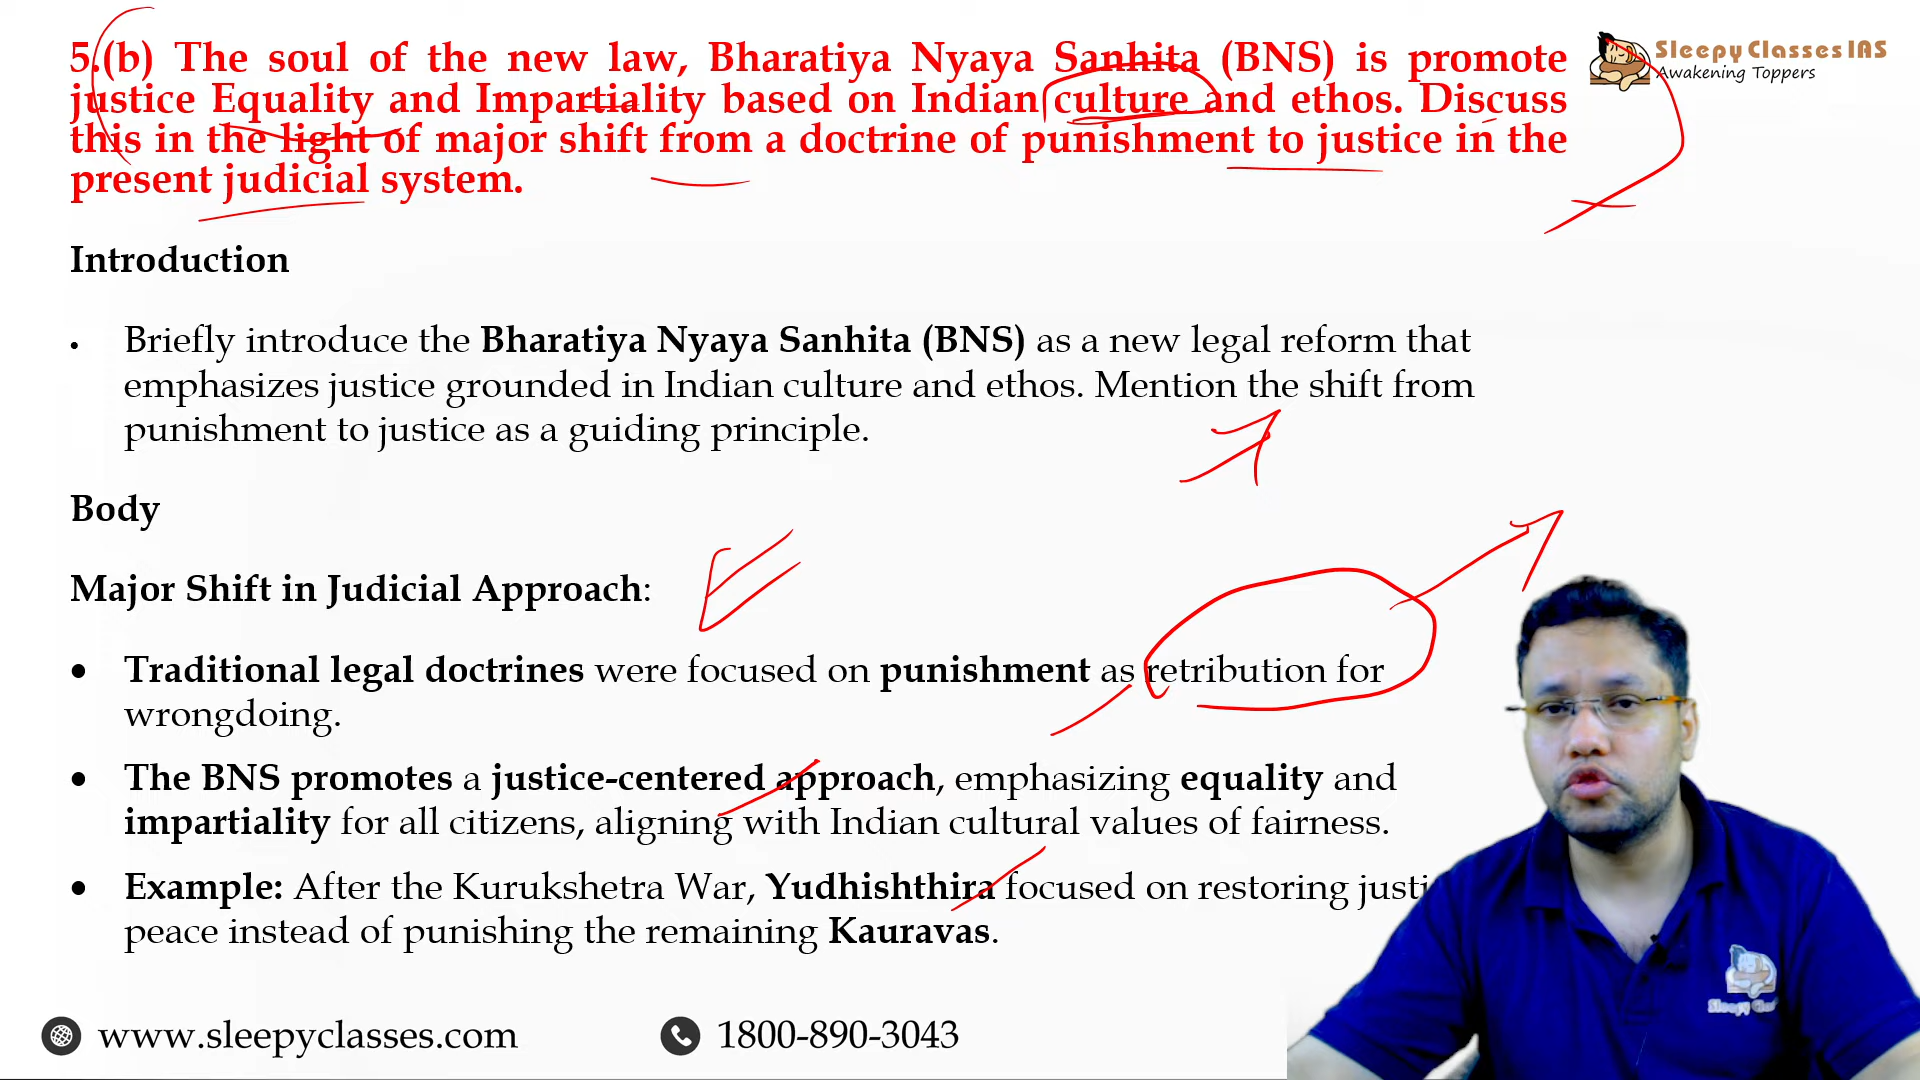 Sleepy Classes IAS
Awakening Toppers
5.(b) The soul of the new law, Bharatiya Nyaya Sanhita (BNS) is promote
justice Equality and Impartiality based on Indian culture and ethos. Discuss
this in the light of major shift from a doctrine of punishment to justice in the
present judicial system.
Introduction
• Briefly introduce the Bharatiya Nyaya Sanhita (BNS) as a new legal reform that
emphasizes justice grounded in Indian culture and ethos. Mention the shift from
punishment to justice as a guiding principle.
Body
Major Shift in Judicial Approach:
• Traditional legal doctrines were focused on punishment as retribution for
wrongdoing.
• The BNS promotes a justice-centered approach, emphasizing equality and
impartiality for all citizens, aligning with Indian cultural values of fairness.
• Example: After the Kurukshetra War, Yudhishthira focused on restoring
peace instead of punishing the remaining Kauravas.
www.sleepyclasses.com
1800-890-3043